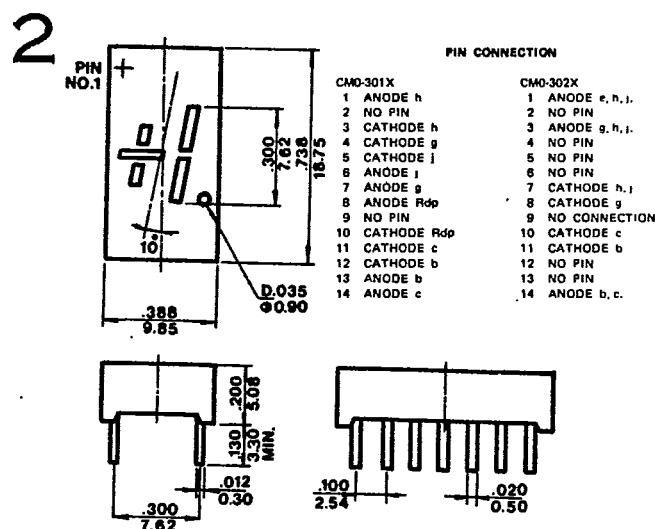 2
PIN CONNECTION
PIN
NO.1
CM0-301X
1 ANODE h
2 NO PIN
3 CATHODE h
4 CATHODE g
5 CATHODE j
6 ANODE j
7 ANODE g
8 ANODE Rdp
9 NO PIN
10 CATHODE Rdp
11 CATHODE c
12 CATHODE b
13 ANODE b
14 ANODE c
CM0-302X
1 ANODE e, h, j.
2 NO PIN
3 ANODE g, h, j.
4 NO PIN
5 NO PIN
6 NO PIN
7 CATHODE h, j
8 CATHODE g
9 NO CONNECTION
10 CATHODE c
11 CATHODE b
12 NO PIN
13 NO PIN
14 ANODE b, c.
.300
7.62
.738
18.75
10°
D.035
Φ0.90
.388
9.85
.200
5.08
.130
3.30
MIN.
.012
0.30
.300
7.62
.100
2.54
.020
0.50